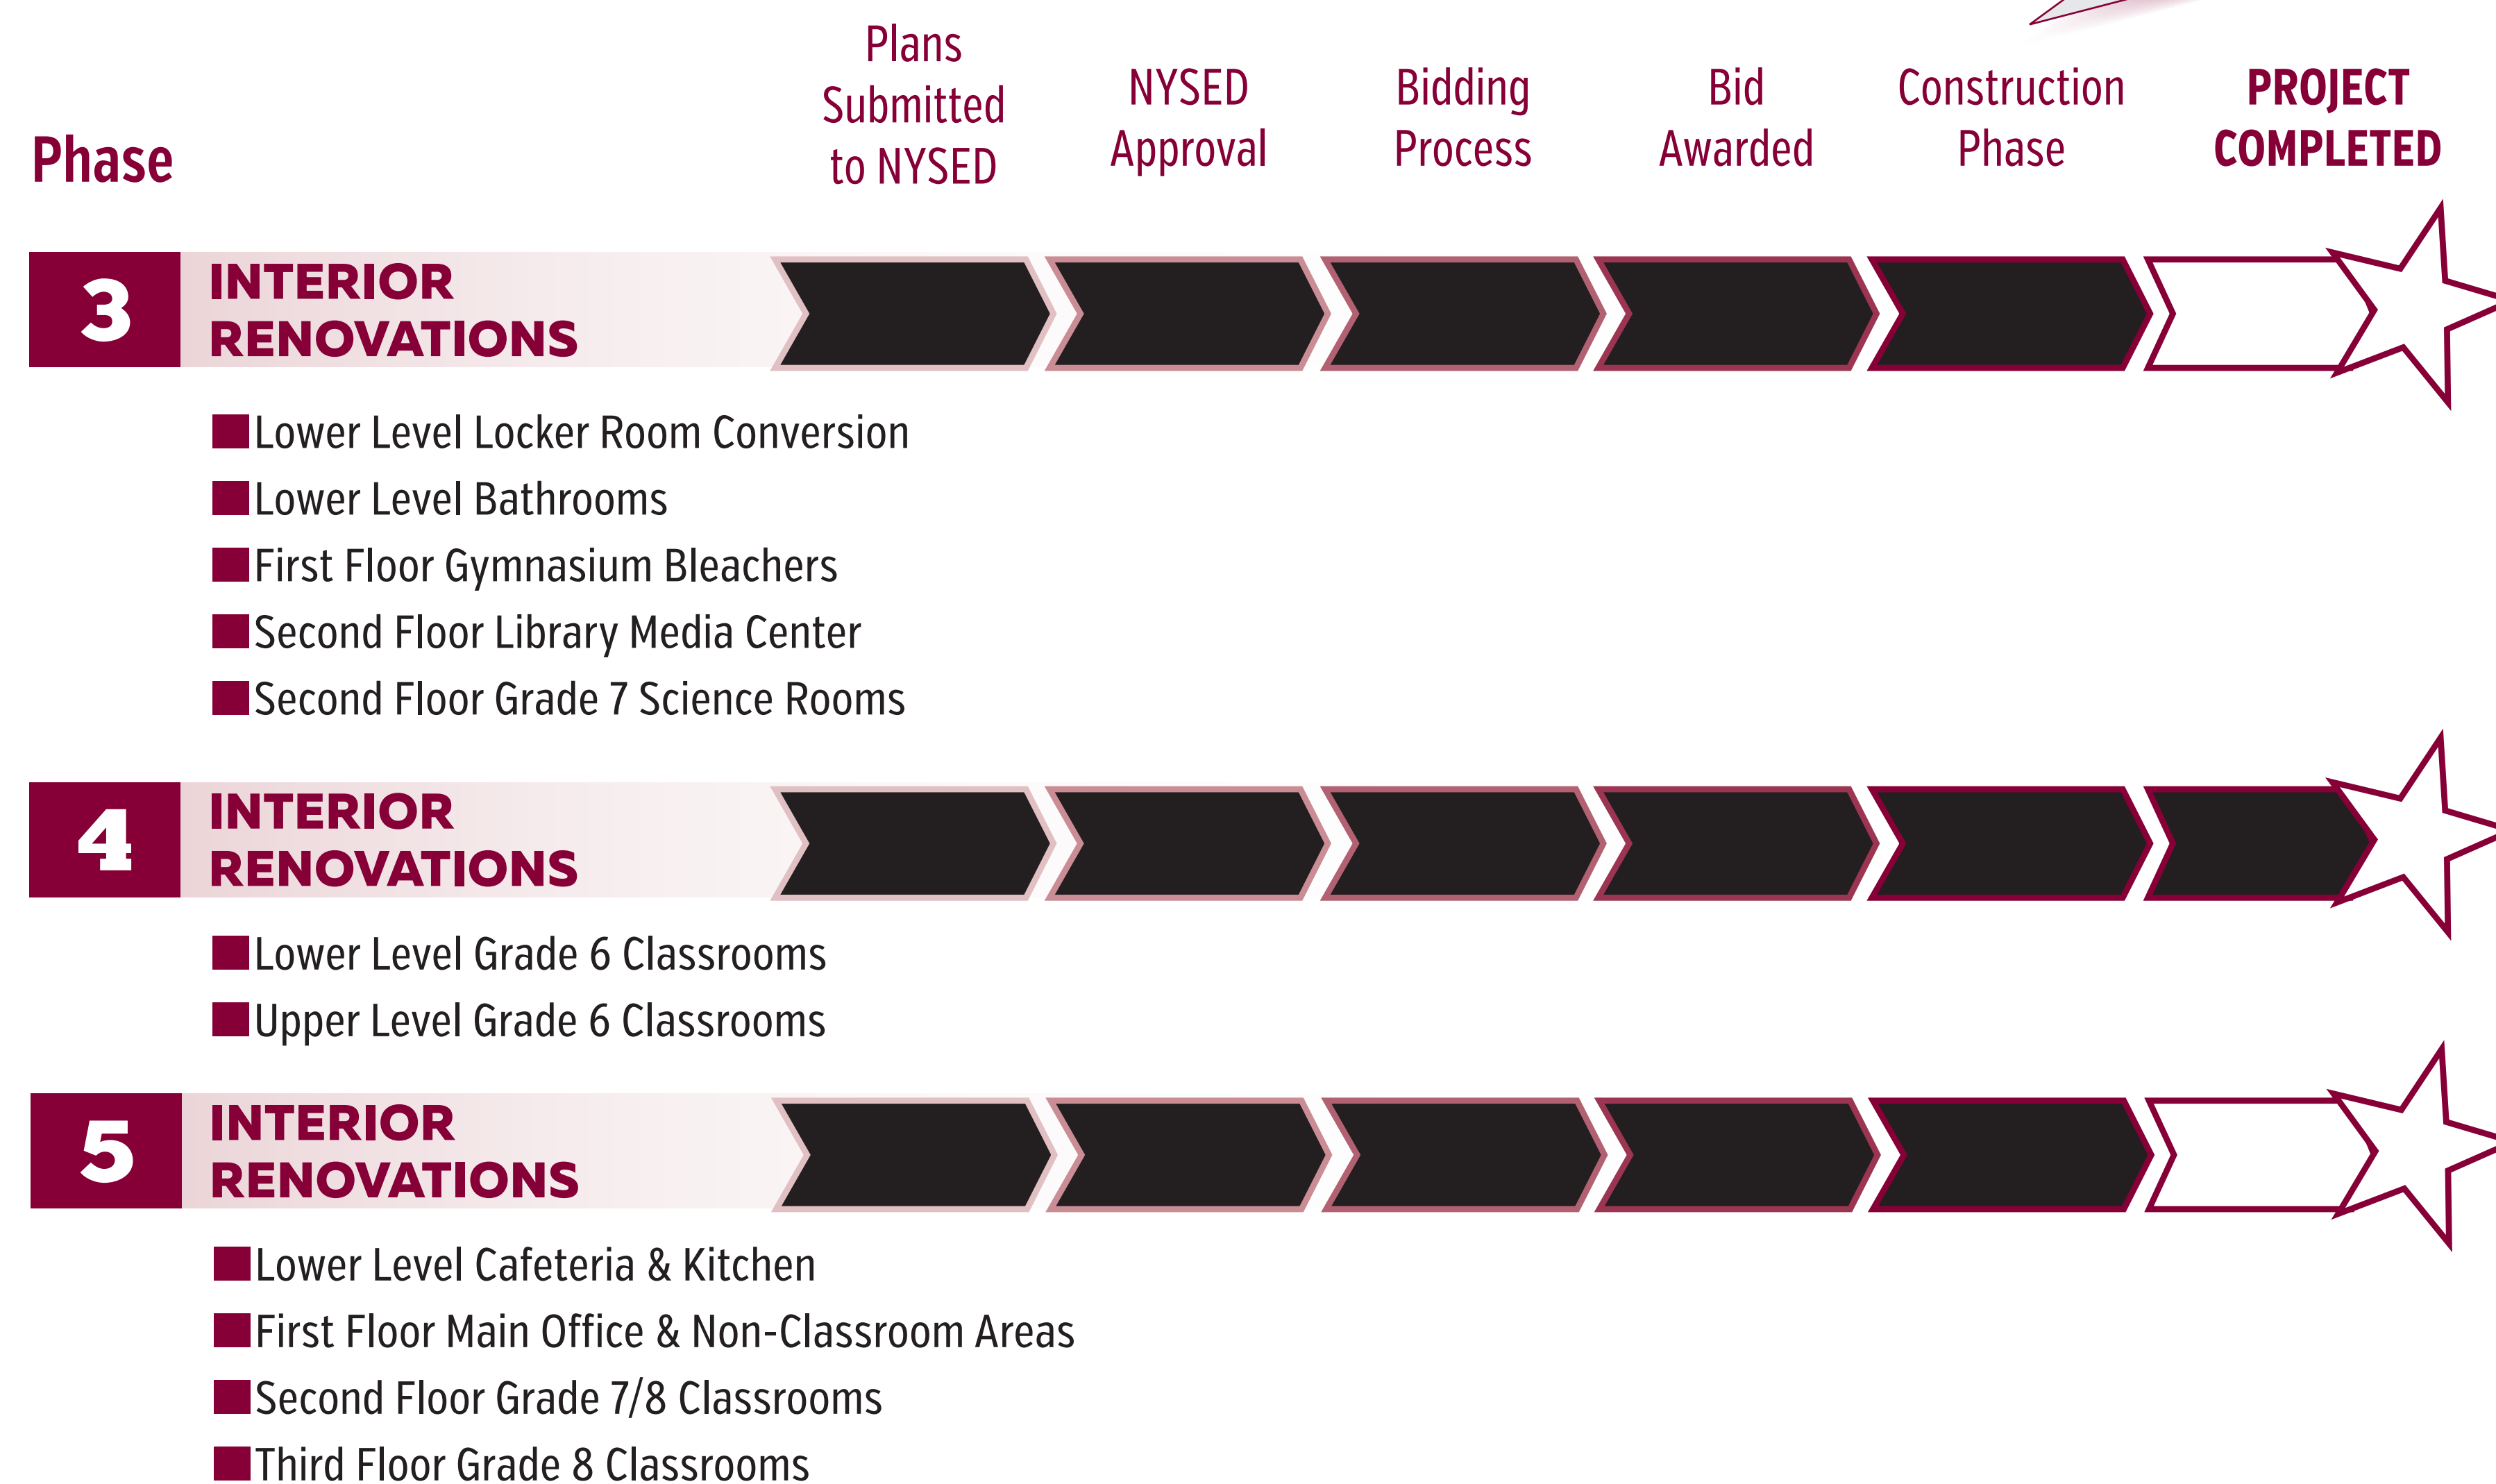 Phase
Plans
Submitted
to NYSED
NYSED
Approval
Bidding
Process
Bid
Awarded
Construction
Phase
PROJECT
COMPLETED
3
INTERIOR
RENOVATIONS
Lower Level Locker Room Conversion
Lower Level Bathrooms
First Floor Gymnasium Bleachers
Second Floor Library Media Center
Second Floor Grade 7 Science Rooms
4
INTERIOR
RENOVATIONS
Lower Level Grade 6 Classrooms
Upper Level Grade 6 Classrooms
5
INTERIOR
RENOVATIONS
Lower Level Cafeteria & Kitchen
First Floor Main Office & Non-Classroom Areas
Second Floor Grade 7/8 Classrooms
Third Floor Grade 8 Classrooms